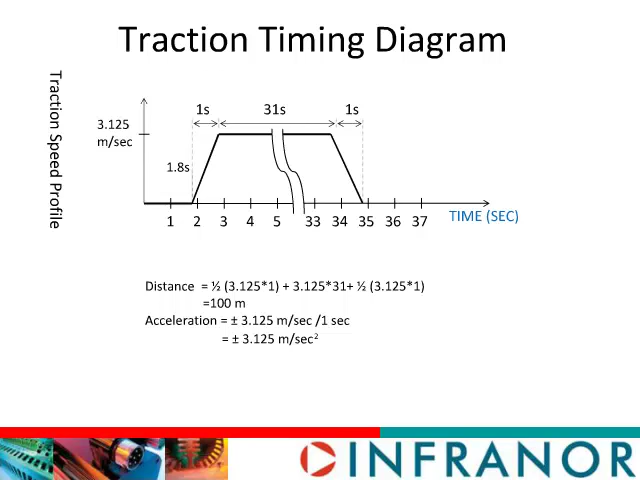 Traction Timing Diagram
Traction Speed Profile
1s 31s 1s
3.125
m/sec
1.8s
1 2 3 4 5 33 34 35 36 37
TIME (SEC)
Distance = ½ (3.125*1) + 3.125*31+ ½ (3.125*1)
=100 m
Acceleration = ± 3.125 m/sec /1 sec
= ± 3.125 m/sec²
INFRANOR